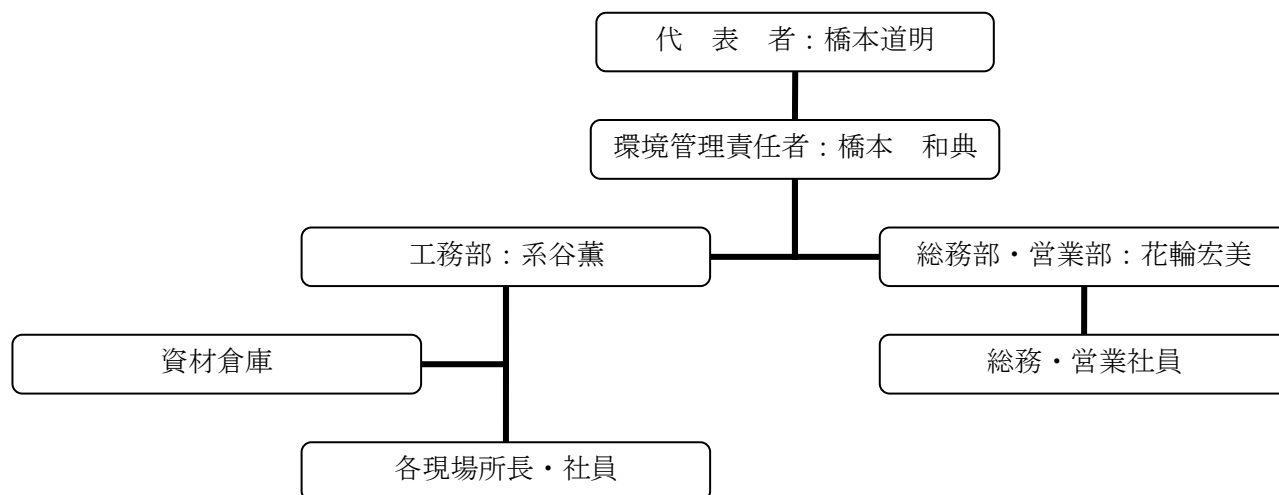 代　表　者：橋本道明
環境管理責任者：橋本　和典
工務部：系谷薫
総務部・営業部：花輪宏美
資材倉庫
総務・営業社員
各現場所長・社員